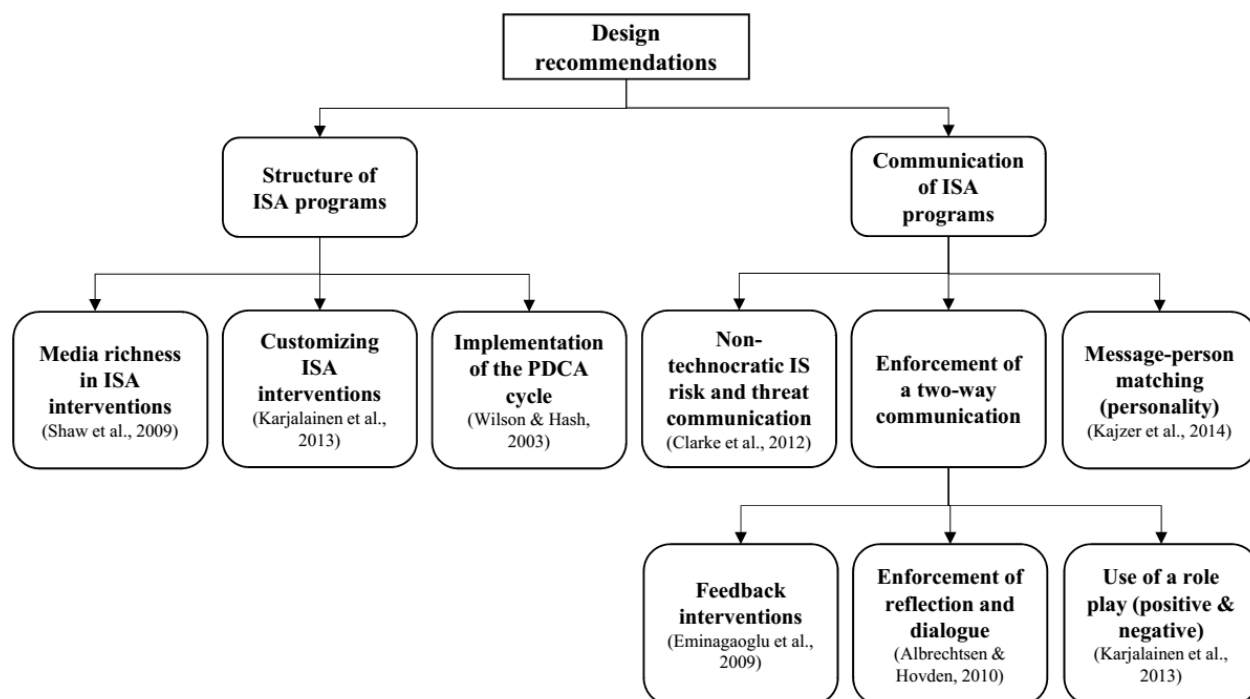 Design
recommendations
Structure of
ISA programs
Communication
of ISA
programs
Media richness
in ISA
interventions
(Shaw et al., 2009)
Customizing
ISA
interventions
(Karjalainen et al.,
2013)
Implementation
of the PDCA
cycle
(Wilson & Hash,
2003)
Non-
technocratic IS
risk and threat
communication
(Clarke et al., 2012)
Enforcement of
a two-way
communication
Message-person
matching
(personality)
(Kajzer et al., 2014)
Feedback
interventions
(Eminagaoglu et al.,
2009)
Enforcement of
reflection and
dialogue
(Albrechtsen &
Hovden, 2010)
Use of a role
play (positive &
negative)
(Karjalainen et al.,
2013)